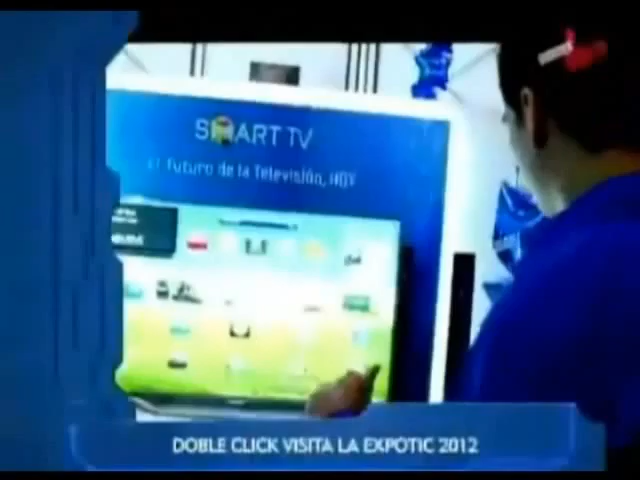 SMART TV
El futuro de la Televisión, HOY
DOBLE CLICK VISITA LA EXPOTIC 2012